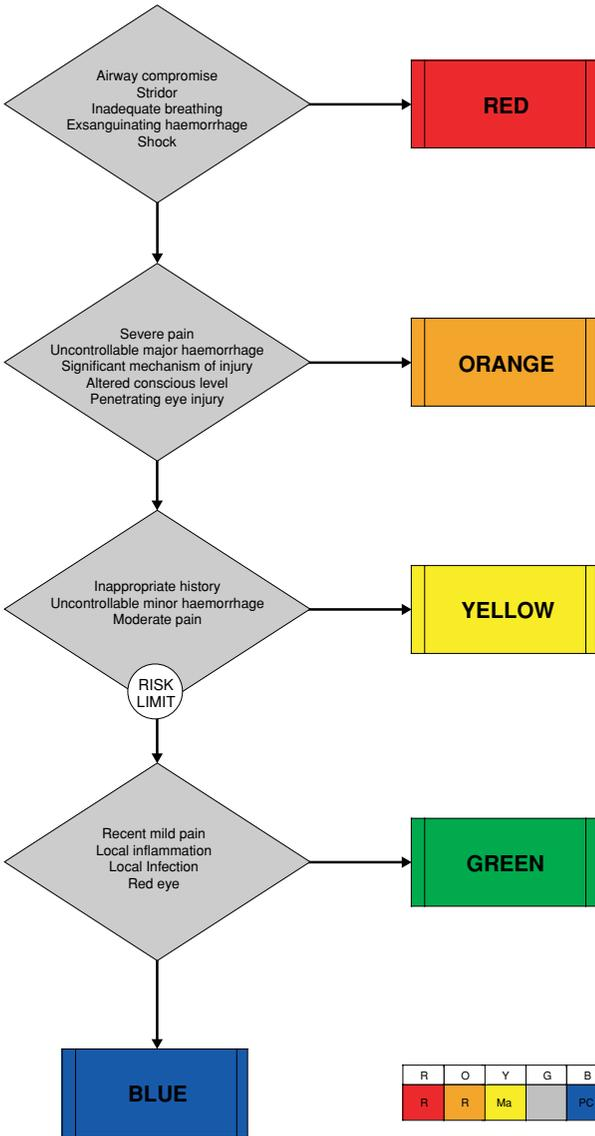 Airway compromise
Stridor
Inadequate breathing
Exsanguinating haemorrhage
Shock
RED
Severe pain
Uncontrollable major haemorrhage
Significant mechanism of injury
Altered conscious level
Penetrating eye injury
ORANGE
Inappropriate history
Uncontrollable minor haemorrhage
Moderate pain
YELLOW
RISK
LIMIT
Recent mild pain
Local inflammation
Local Infection
Red eye
GREEN
BLUE
R O Y G B
R R Ma PC